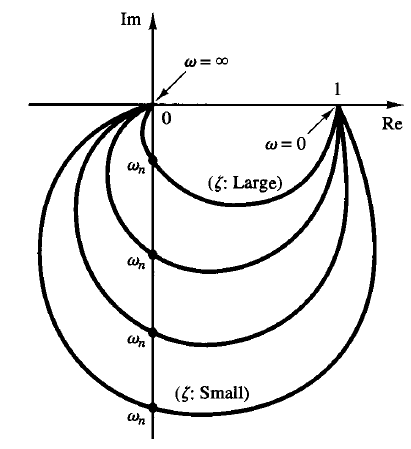 Im
ω = ∞
1
0
Re
ω = 0
ωn
(ζ: Large)
ωn
ωn
(ζ: Small)
ωn